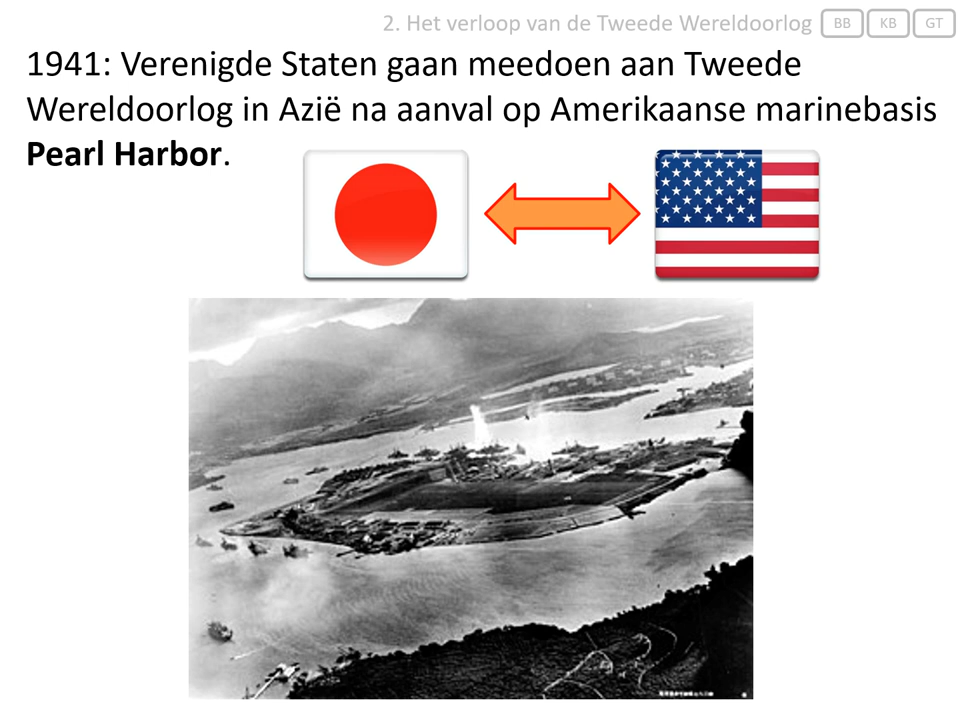 2. Het verloop van de Tweede Wereldoorlog BB KB GT
1941: Verenigde Staten gaan meedoen aan Tweede
Wereldoorlog in Azië na aanval op Amerikaanse marinebasis
Pearl Harbor.